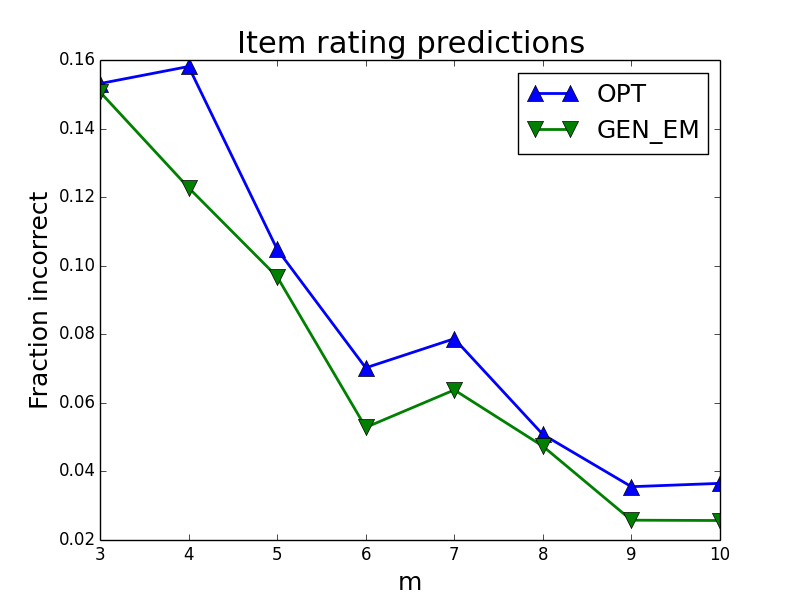 Item rating predictions
OPT
GEN_EM
Fraction incorrect
0.16
0.14
0.12
0.10
0.08
0.06
0.04
0.02
3 4 5 6 7 8 9 10
m